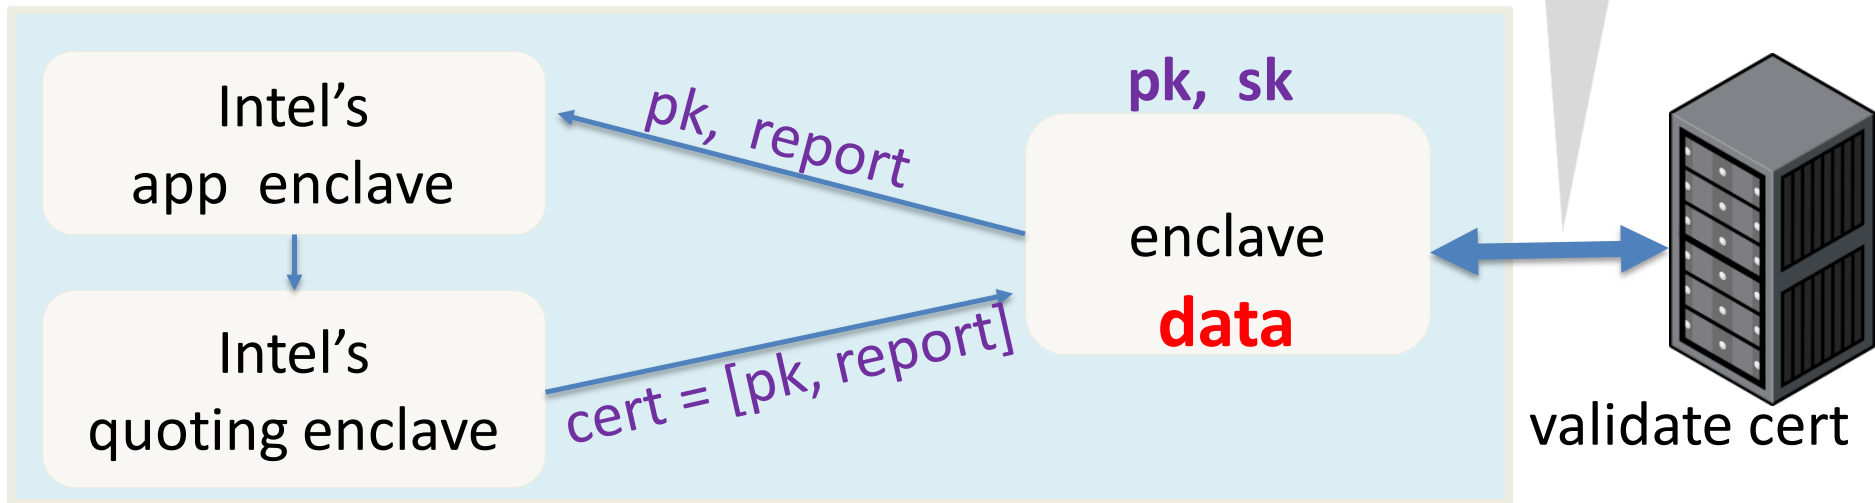 Intel's
app enclave
pk, report
pk, sk
enclave
data
Intel's
quoting enclave
cert = [pk, report]
validate cert